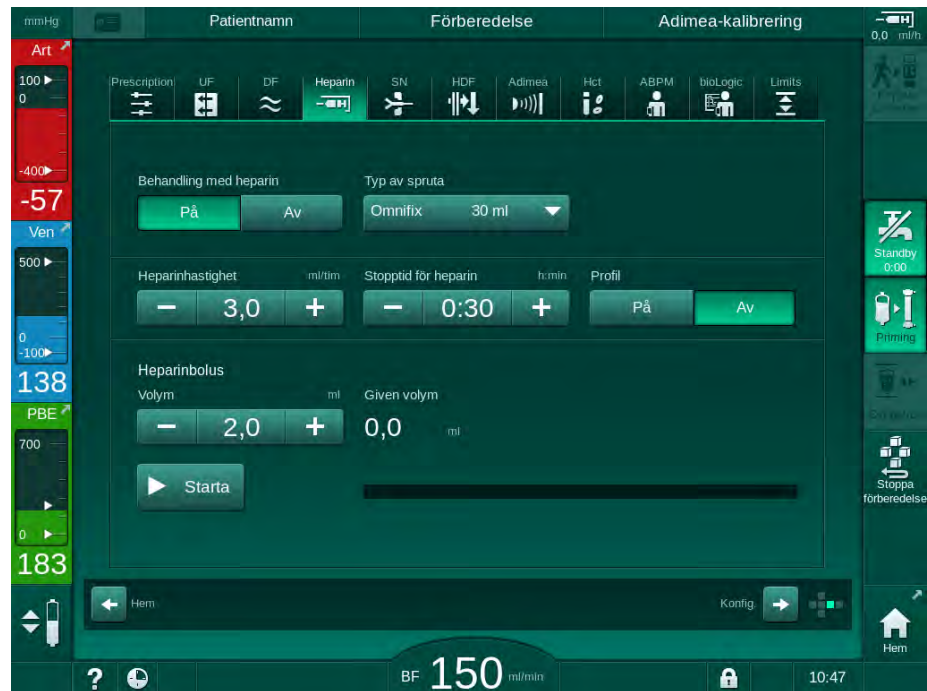 mmHg
Patientnamn
Förberedelse
Adimea-kalibrering
0,0 ml/h
Art
100
0
-400
-57
Ven
500
0
-100
138
PBE
700
0
183
Prescription
UF
DF
Heparin
SN
HDF
Adimea
Hct
ABPM
bioLogic
Limits
Behandling med heparin
Typ av spruta
På
Av
Omnifix 30 ml
Heparinhastighet ml/tim
Stopptid för heparin h:min
Profil
3,0
0:30
På
Av
Heparinbolus
Volym ml
Given volym
2,0
0,0 ml
Starta
Hem
Konfig.
Standby
0:00
Priming
Stoppa
förberedelse
Hem
?
BF 150 ml/min
10:47